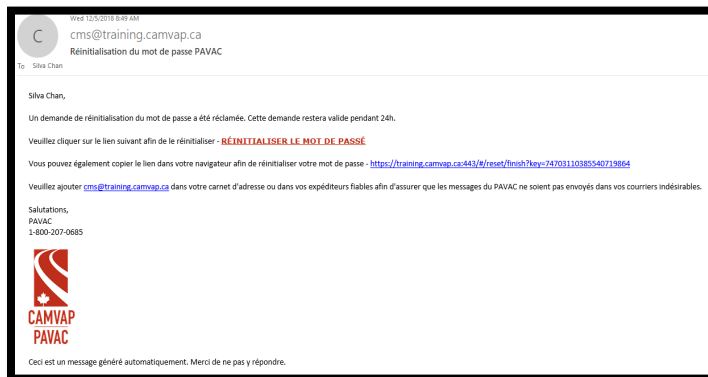 Wed 12/5/2018 8:49 AM
C
cms@training.camvap.ca
Réinitialisation du mot de passe PAVAC
To Silva Chan
Silva Chan,
Un demande de réinitialisation du mot de passe a été réclamée. Cette demande restera valide pendant 24h.
Veuillez cliquer sur le lien suivant afin de le réinitialiser - RÉINITIALISER LE MOT DE PASSÉ
Vous pouvez également copier le lien dans votre navigateur afin de réinitialiser votre mot de passe - https://training.camvap.ca:443/#/reset/finish?key=74703110385540719864
Veuillez ajouter cms@training.camvap.ca dans votre carnet d'adresse ou dans vos expéditeurs fiables afin d'assurer que les messages du PAVAC ne soient pas envoyés dans vos courriers indésirables.
Salutations,
PAVAC
1-800-207-0685
CAMVAP
PAVAC
Ceci est un message généré automatiquement. Merci de ne pas y répondre.